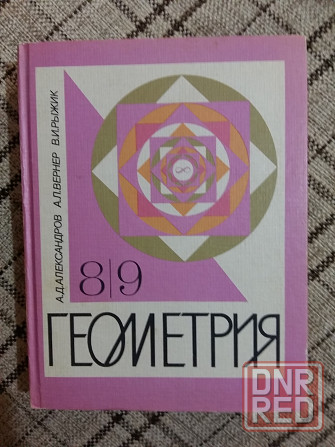 А.Д.АЛЕКСАНДРОВ А.Л.ВЕРНЕР В.И.РЫЖИК
8|9
ГЕОМЕТРИЯ
DNR
RED